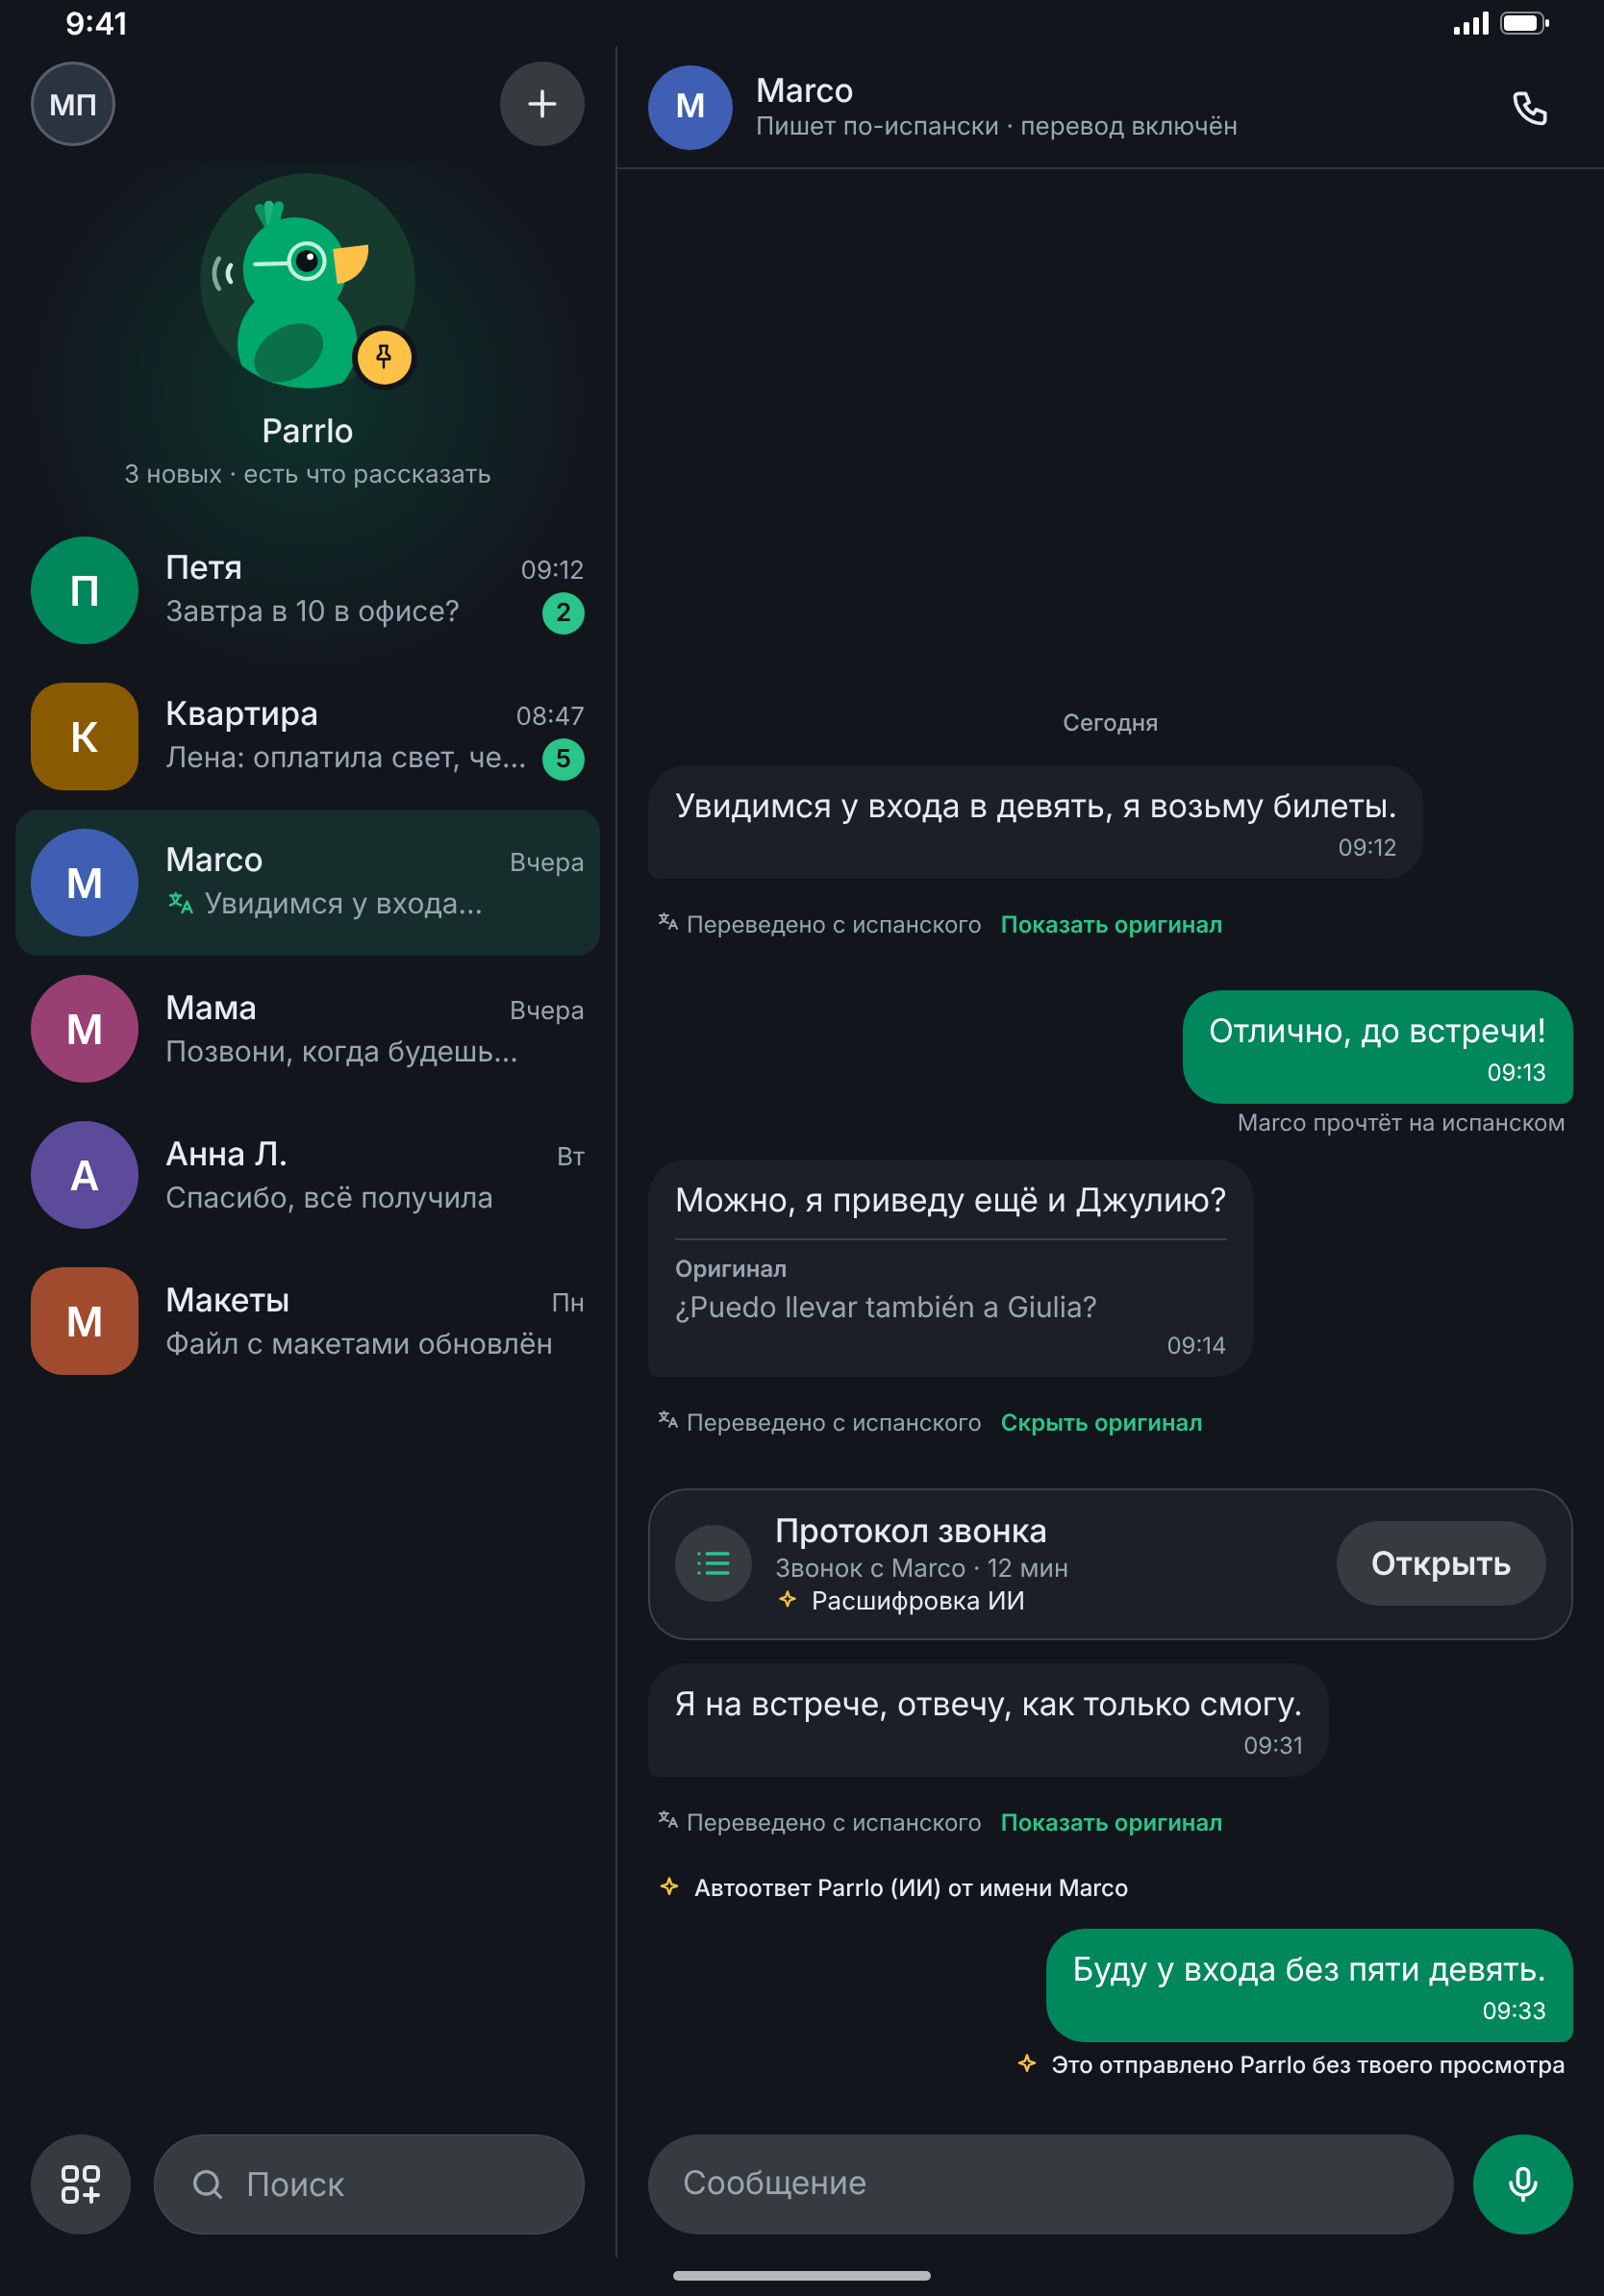 9:41
МП
Parrlo
3 новых · есть что рассказать
П
Петя
09:12
Завтра в 10 в офисе?
2
К
Квартира
08:47
Лена: оплатила свет, че...
5
M
Marco
Вчера
Увидимся у входа...
М
Мама
Вчера
Позвони, когда будешь...
А
Анна Л.
Вт
Спасибо, всё получила
М
Макеты
Пн
Файл с макетами обновлён
Поиск
M
Marco
Пишет по-испански · перевод включён
Сегодня
Увидимся у входа в девять, я возьму билеты.
09:12
Переведено с испанского Показать оригинал
Отлично, до встречи!
09:13
Marco прочтёт на испанском
Можно, я приведу ещё и Джулию?
Оригинал
¿Puedo llevar también a Giulia?
09:14
Переведено с испанского Скрыть оригинал
Протокол звонка
Звонок с Marco · 12 мин
Расшифровка ИИ
Открыть
Я на встрече, отвечу, как только смогу.
09:31
Переведено с испанского Показать оригинал
Автоответ Parrlo (ИИ) от имени Marco
Буду у входа без пяти девять.
09:33
Это отправлено Parrlo без твоего просмотра
Сообщение